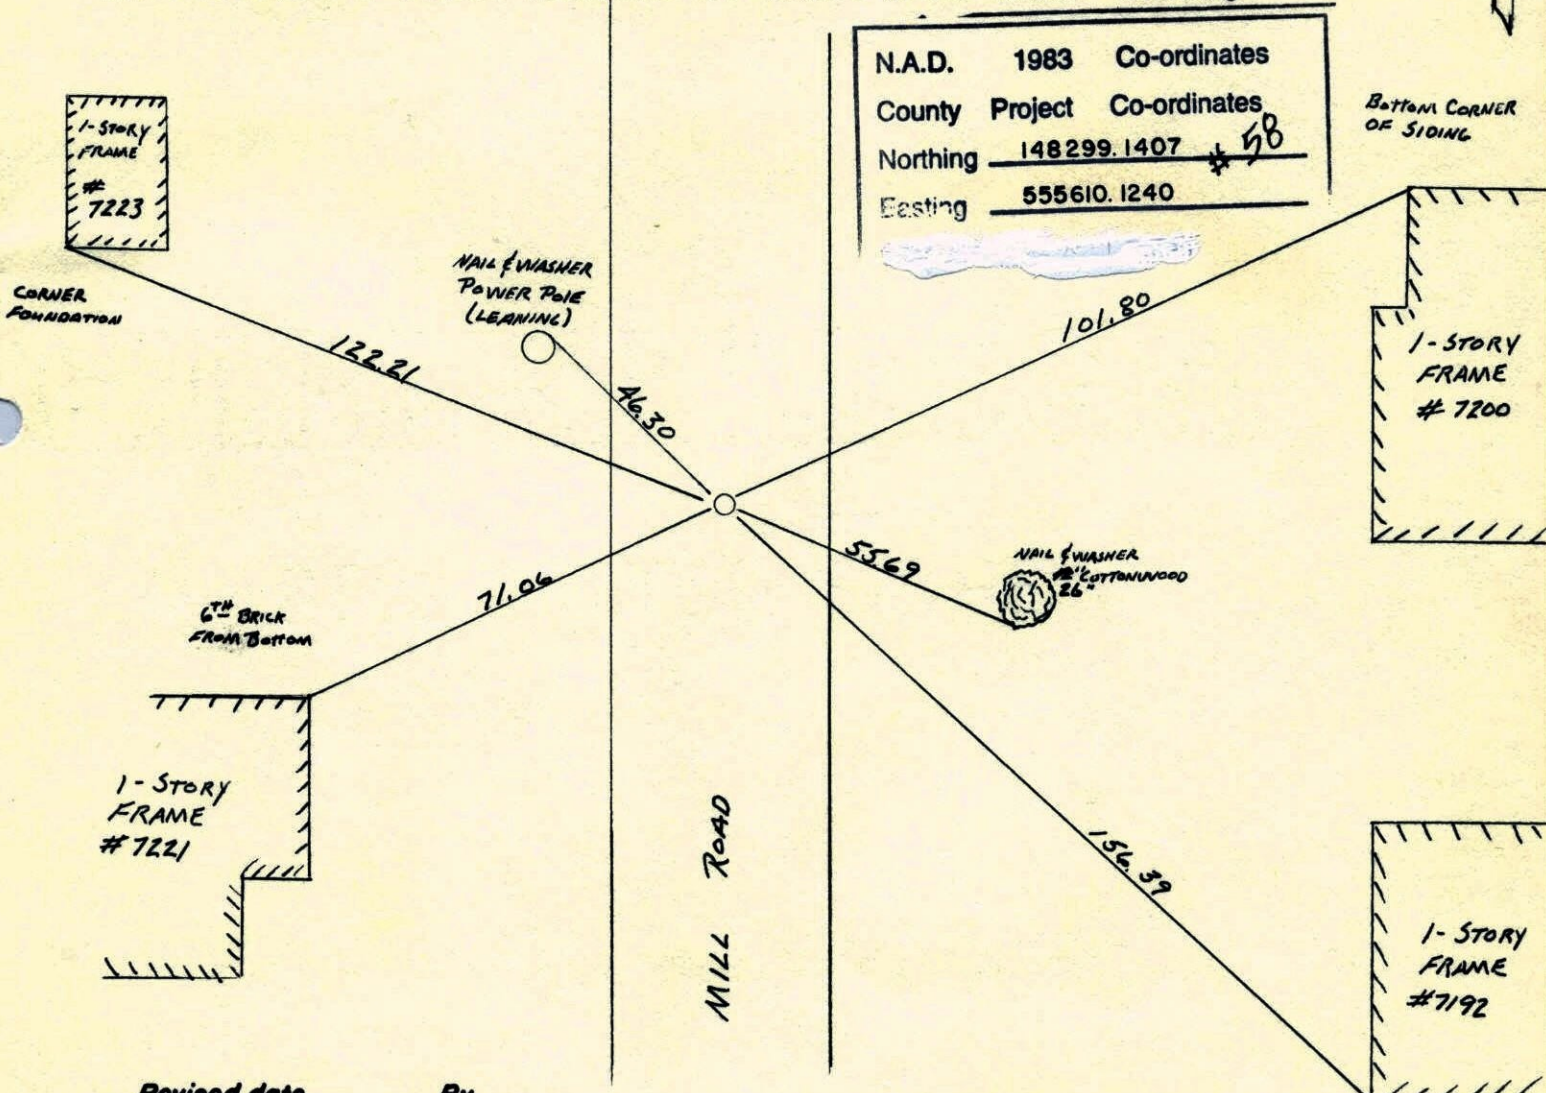 N.A.D. 1983 Co-ordinates
County Project Co-ordinates
Northing 148299.1407 # 58
Easting 555610.1240
BOTTOM CORNER
OF SIDING
1-STORY
FRAME
#
7223
CORNER
FOUNDATION
NAIL & WASHER
POWER POLE
(LEANING)
122.21
46.30
101.80
1-STORY
FRAME
# 7200
55.69
NAIL & WASHER
COTTONWOOD
26"
71.06
6TH BRICK
FROM BOTTOM
1-STORY
FRAME
# 7221
MILL ROAD
156.39
1-STORY
FRAME
#7192
Revised date By